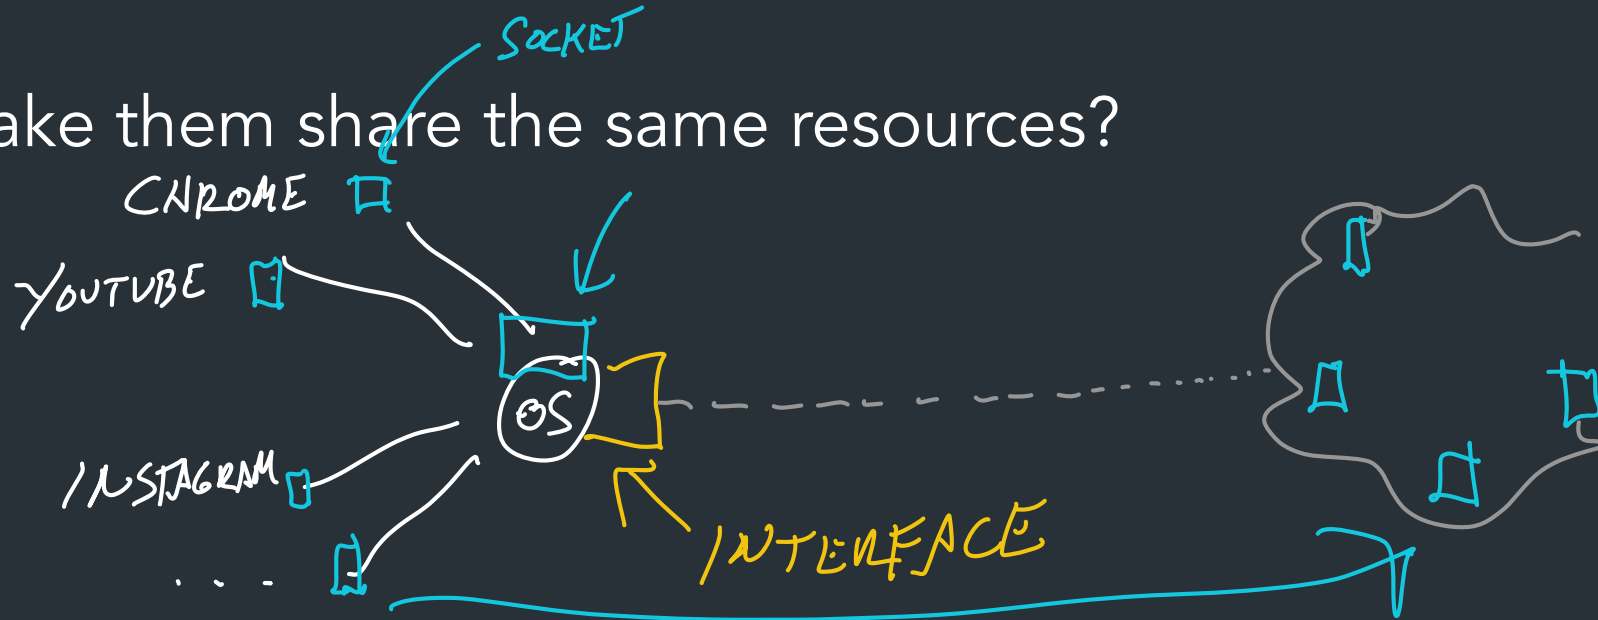 SOCKET
ake them share the same resources?
CHROME
YOUTUBE
OS
INSTAGRAM
INTERFACE
...